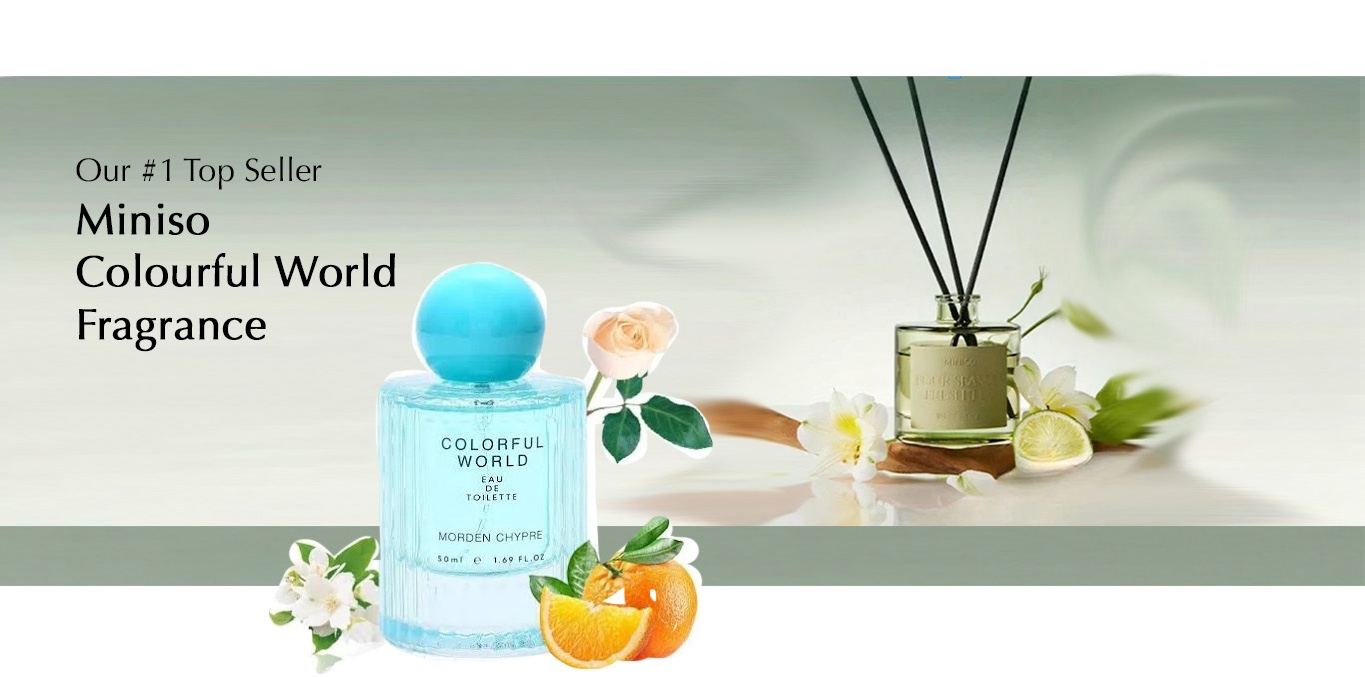 Our #1 Top Seller
Miniso
Colourful World
Fragrance
COLORFUL
WORLD
EAU
DE
TOILETTE
MORDEN CHYPRE
50ml ℮ 1.69 FL.OZ
MINISO